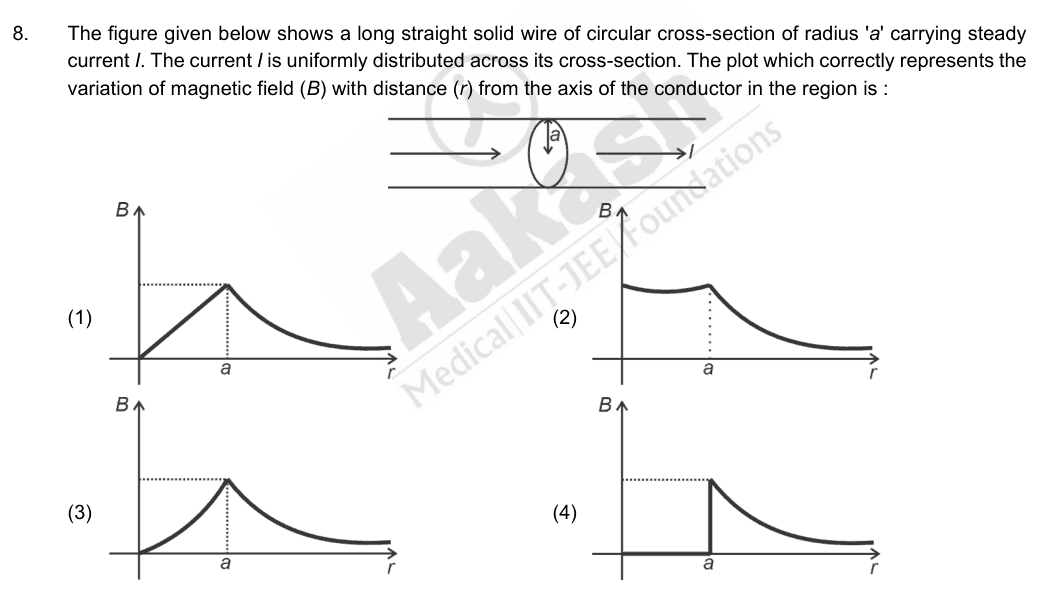 8. The figure given below shows a long straight solid wire of circular cross-section of radius 'a' carrying steady
current I. The current I is uniformly distributed across its cross-section. The plot which correctly represents the
variation of magnetic field (B) with distance (r) from the axis of the conductor in the region is :
a
I
Aakash
Medical|IIT-JEE|Foundations
(1)
B
a
r
(2)
B
a
r
(3)
B
a
r
(4)
B
a
r